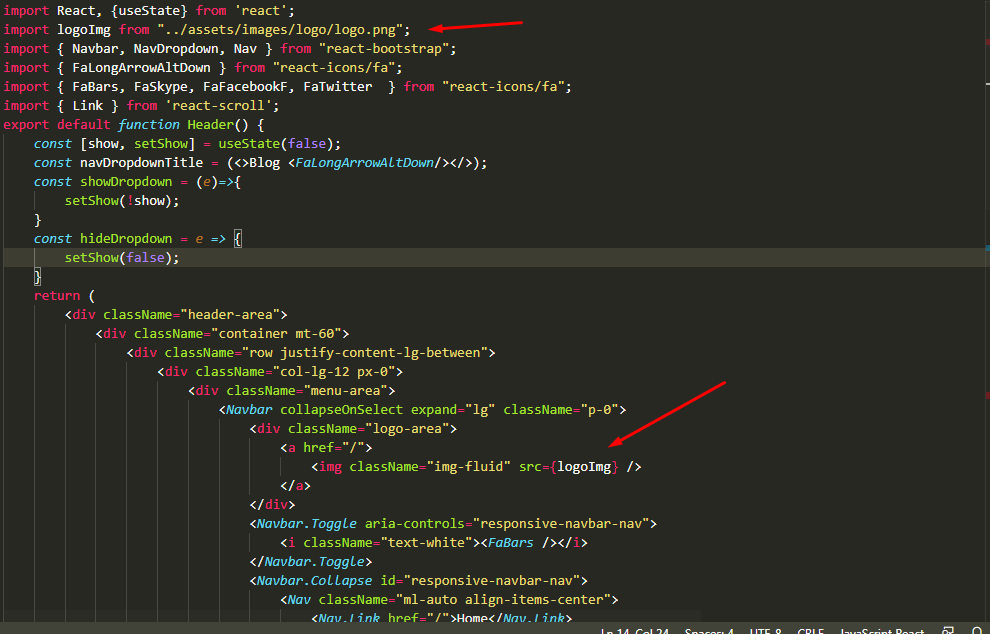 import React, {useState} from 'react';
import logoImg from "../assets/images/logo/logo.png";
import { Navbar, NavDropdown, Nav } from "react-bootstrap";
import { FaLongArrowAltDown } from "react-icons/fa";
import { FaBars, FaSkype, FaFacebookF, FaTwitter  } from "react-icons/fa";
import { Link } from 'react-scroll';
export default function Header() {
    const [show, setShow] = useState(false);
    const navDropdownTitle = (<>Blog <FaLongArrowAltDown/></>);
    const showDropdown = (e)=>{
        setShow(!show);
    }
    const hideDropdown = e => {
        setShow(false);
    }
    return (
        <div className="header-area">
            <div className="container mt-60">
                <div className="row justify-content-lg-between">
                    <div className="col-lg-12 px-0">
                        <div className="menu-area">
                            <Navbar collapseOnSelect expand="lg" className="p-0">
                                <div className="logo-area">
                                    <a href="/">
                                        <img className="img-fluid" src={logoImg} />
                                    </a>
                                </div>
                                <Navbar.Toggle aria-controls="responsive-navbar-nav">
                                    <i className="text-white"><FaBars /></i>
                                </Navbar.Toggle>
                                <Navbar.Collapse id="responsive-navbar-nav">
                                    <Nav className="ml-auto align-items-center">
                                        <Nav.Link href="/">Home</Nav.Link>
Ln 14, Col 24 Spaces: 4 UTF-8 CRLF JavaScript React